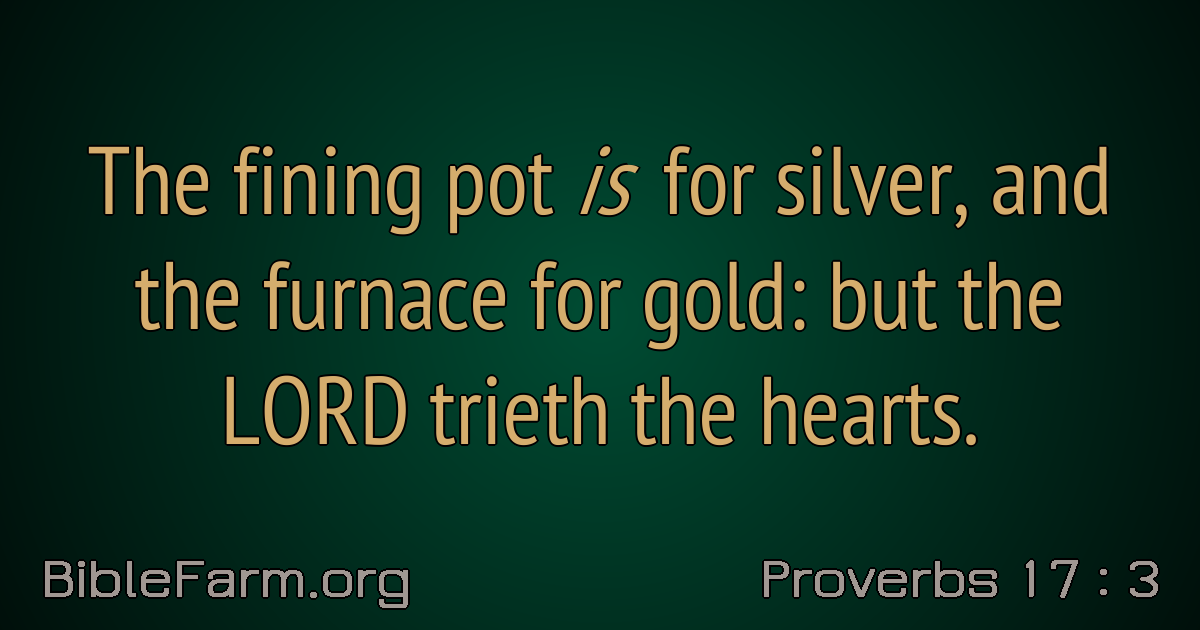 The fining pot is for silver, and
the furnace for gold: but the
LORD trieth the hearts.
BibleFarm.org
Proverbs 17 : 3